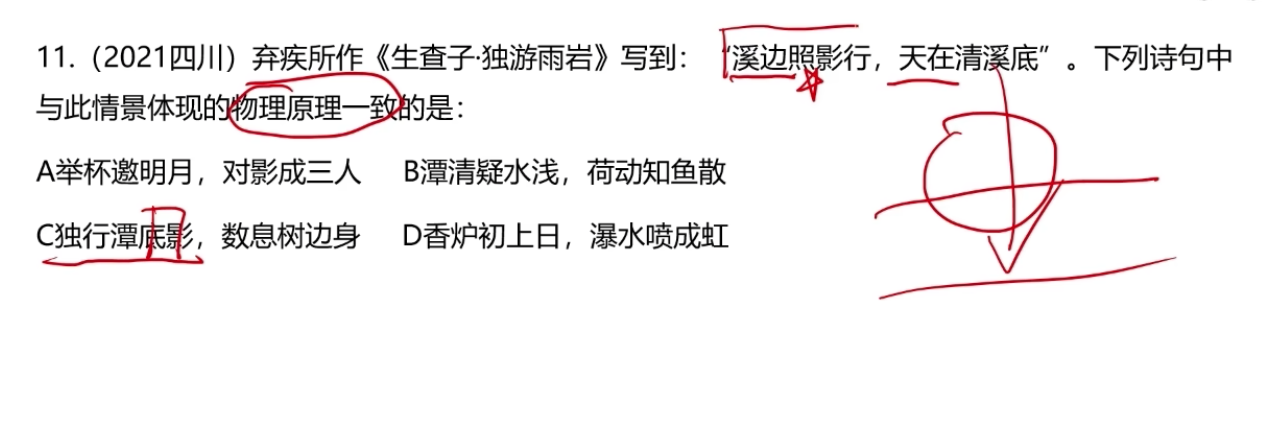 11.（2021四川）弃疾所作《生查子·独游雨岩》写到：“溪边照影行，天在清溪底”。下列诗句中
与此情景体现的物理原理一致的是：
A举杯邀明月，对影成三人 B潭清疑水浅，荷动知鱼散
C独行潭底影，数息树边身 D香炉初上日，瀑水喷成虹